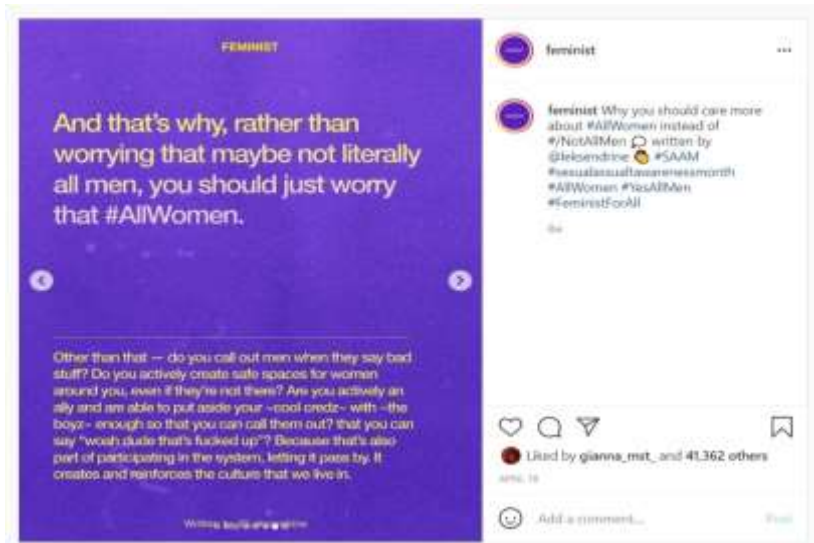 FEMINIST
And that's why, rather than
worrying that maybe not literally
all men, you should just worry
that #AllWomen.
Other than that — do you call out men when they say bad
stuff? Do you actively create safe spaces for women
around you, even if they're not there? Are you actively an
ally and are able to put aside your ~cool credz~ with ~the
boyz~ enough so that you can call them out? that you can
say "woah dude that's fucked up"? Because that's also
part of participating in the system, letting it pass by. It
creates and reinforces the culture that we live in.
feminist
feminist Why you should care more
about #AllWomen instead of
#/NotAllMen written by
@leksendrine #SAAM
#sexualassaultawarenessmonth
#AllWomen #YesAllMen
#FeministForAll
Liked by gianna_mst_ and 41,362 others
Add a comment...
Post